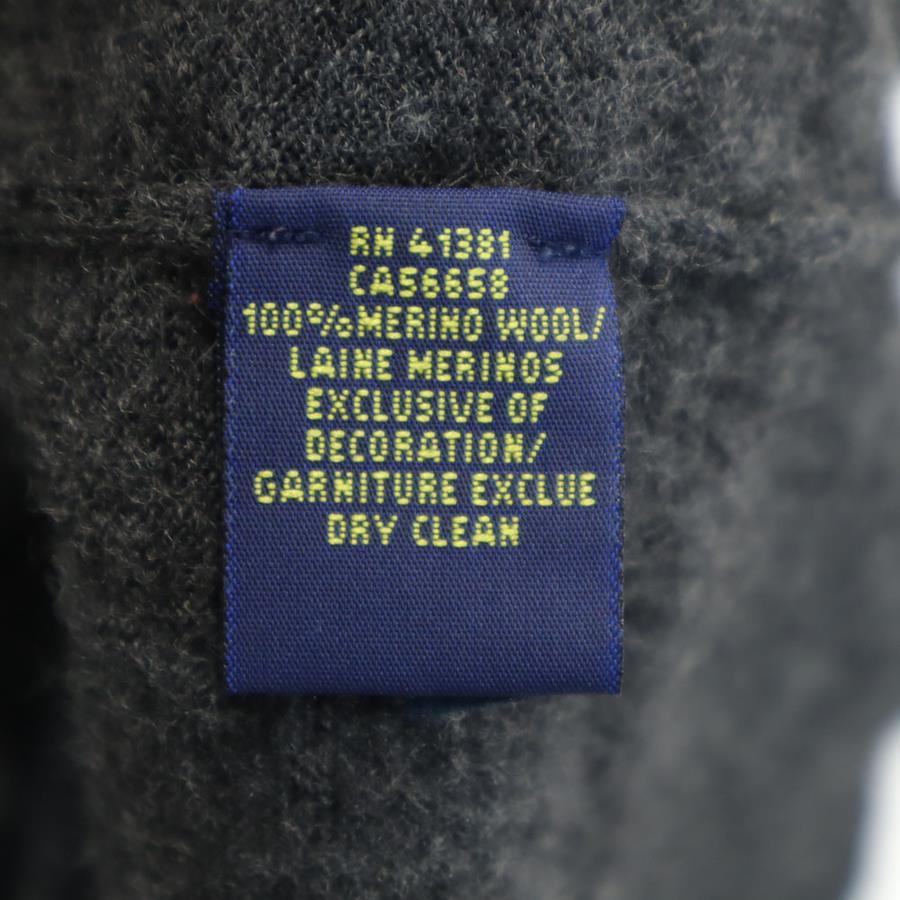 RN 41381
CA56658
100%MERINO WOOL/
LAINE MERINOS
EXCLUSIVE OF
DECORATION/
GARNITURE EXCLUE
DRY CLEAN